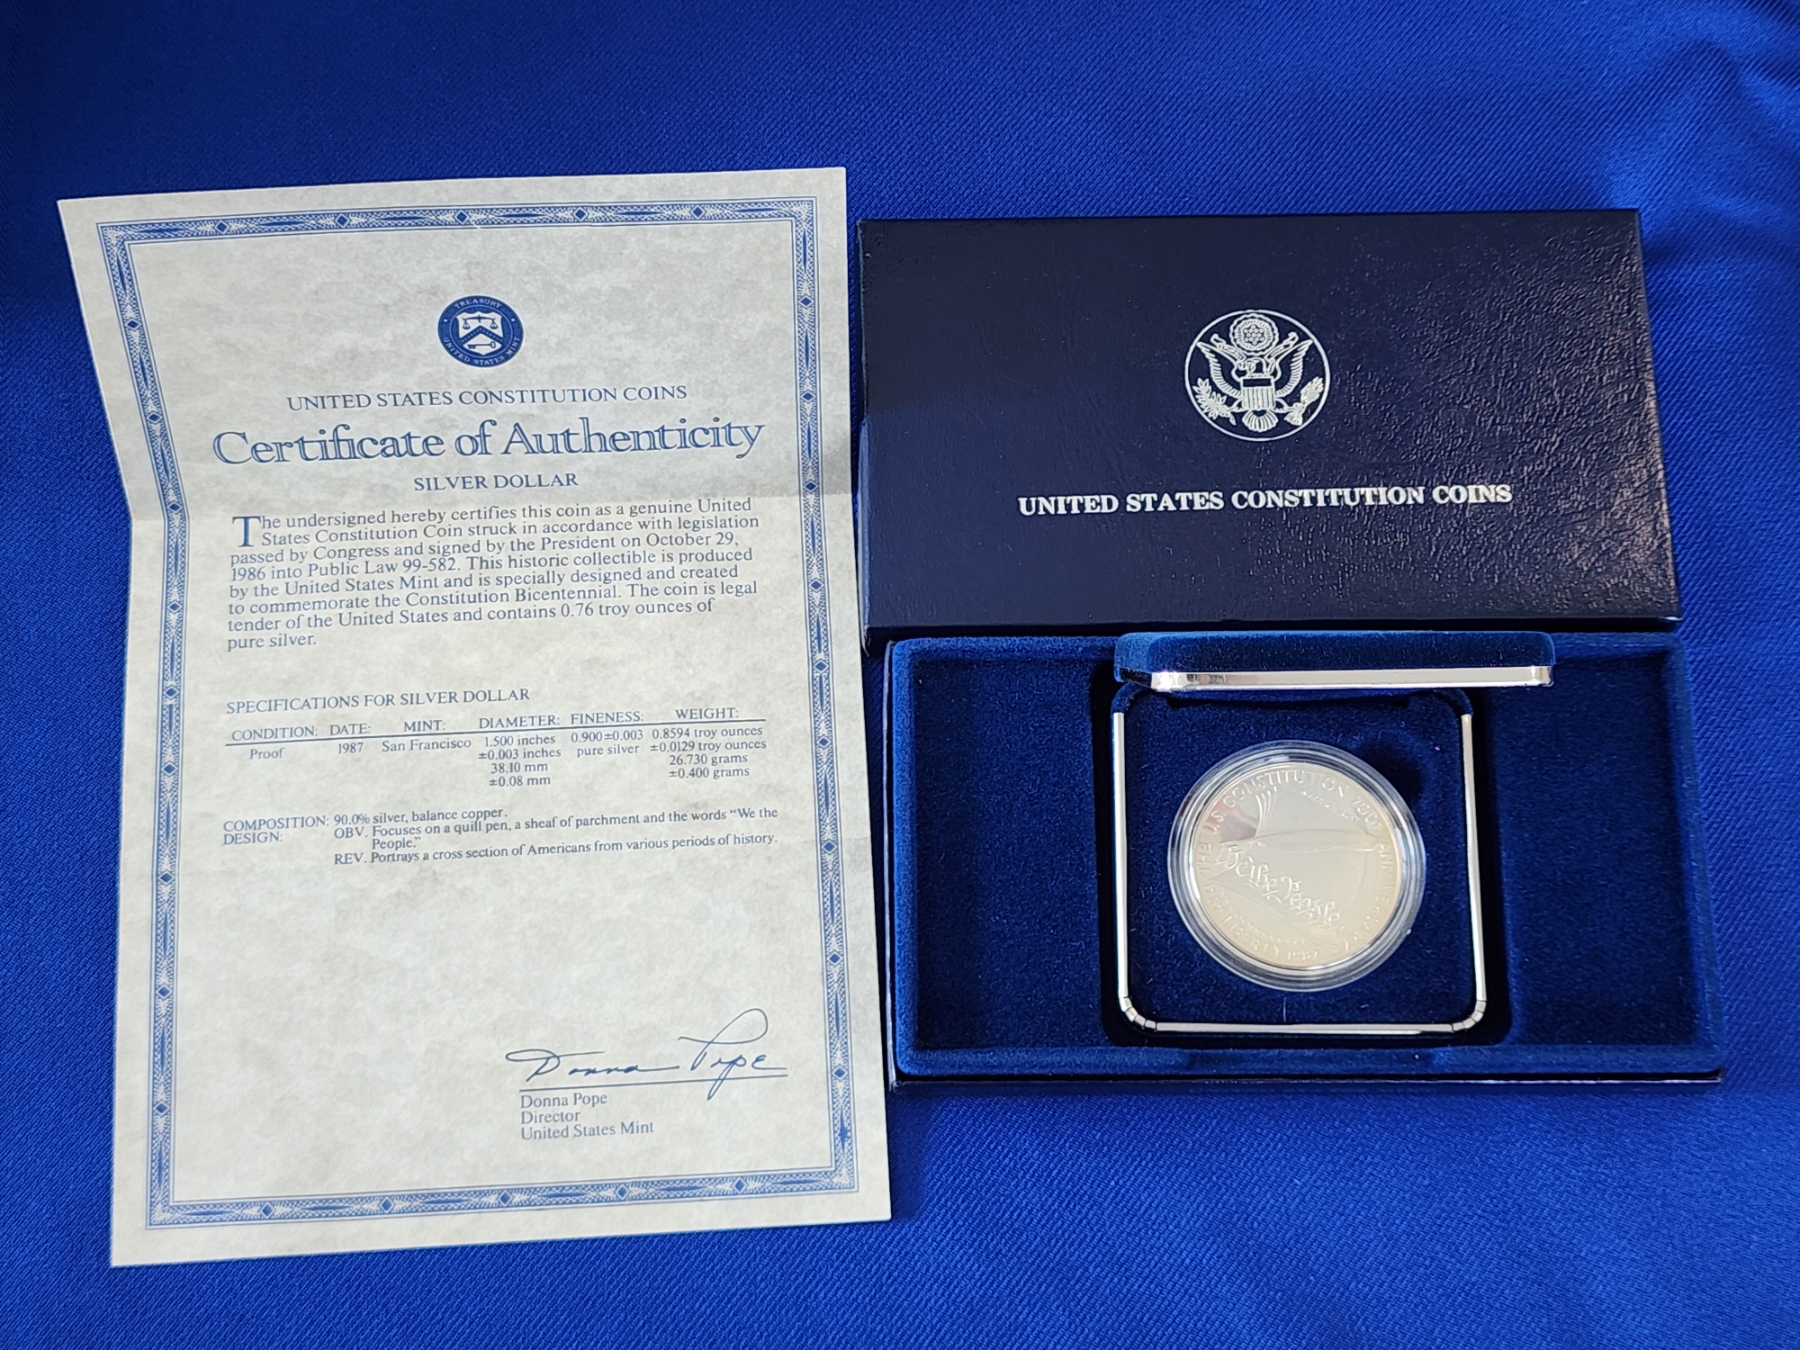 TREASURY
UNITED STATES MINT
UNITED STATES CONSTITUTION COINS
Certificate of Authenticity
SILVER DOLLAR
The undersigned hereby certifies this coin as a genuine United
States Constitution Coin struck in accordance with legislation
passed by Congress and signed by the President on October 29,
1986 into Public Law 99-582. This historic collectible is produced
by the United States Mint and is specially designed and created
to commemorate the Constitution Bicentennial. The coin is legal
tender of the United States and contains 0.76 troy ounces of
pure silver.
SPECIFICATIONS FOR SILVER DOLLAR
CONDITION: DATE: MINT: DIAMETER: FINENESS: WEIGHT:
Proof 1987 San Francisco 1.500 inches 0.900±0.003 0.8594 troy ounces
±0.003 inches pure silver ±0.0129 troy ounces
38.10 mm 26.730 grams
±0.08 mm ±0.400 grams
COMPOSITION: 90.0% silver, balance copper.
DESIGN: OBV. Focuses on a quill pen, a sheaf of parchment and the words "We the
People."
REV. Portrays a cross section of Americans from various periods of history.
Donna Pope
Donna Pope
Director
United States Mint
UNITED STATES CONSTITUTION COINS
THE U.S. CONSTITUTION 200TH ANNIVERSARY
We the People
LIBERTY 1987